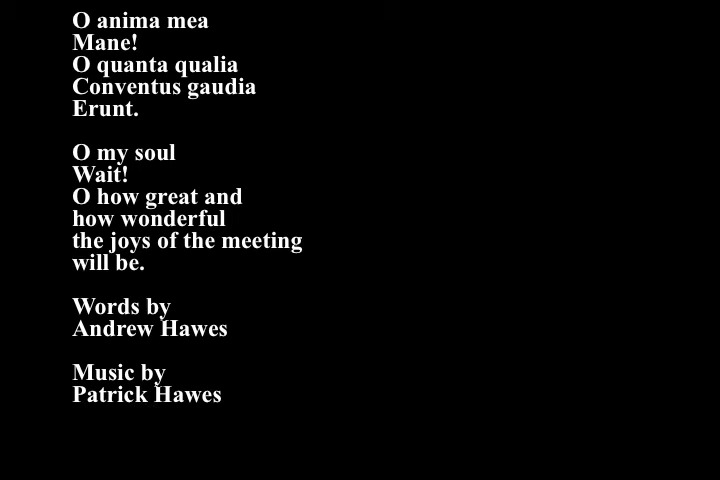 O anima mea
Mane!
O quanta qualia
Conventus gaudia
Erunt.

O my soul
Wait!
O how great and
how wonderful
the joys of the meeting
will be.

Words by
Andrew Hawes

Music by
Patrick Hawes